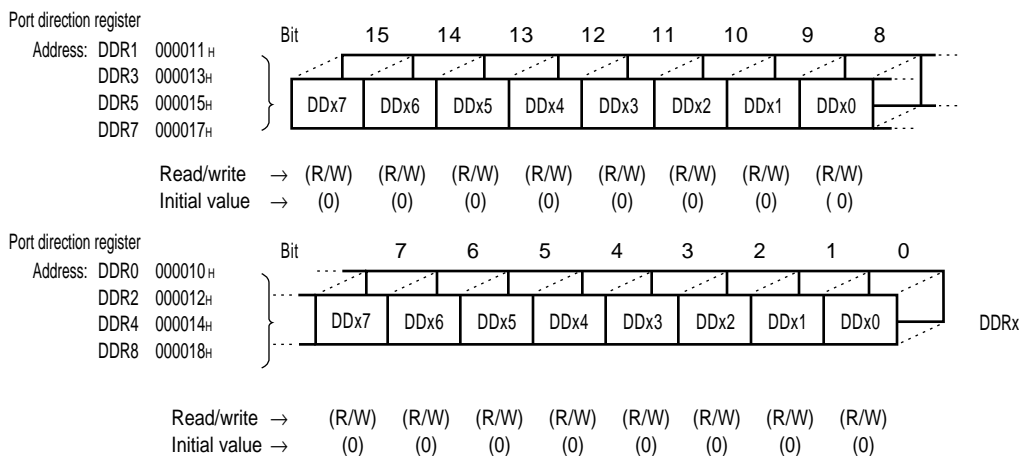 Port direction register
Address: DDR1 000011H
DDR3 000013H
DDR5 000015H
DDR7 000017H
Bit 15 14 13 12 11 10 9 8
DDx7 DDx6 DDx5 DDx4 DDx3 DDx2 DDx1 DDx0
Read/write → (R/W) (R/W) (R/W) (R/W) (R/W) (R/W) (R/W) (R/W)
Initial value → (0) (0) (0) (0) (0) (0) (0) ( 0)
Port direction register
Address: DDR0 000010H
DDR2 000012H
DDR4 000014H
DDR8 000018H
Bit 7 6 5 4 3 2 1 0
DDx7 DDx6 DDx5 DDx4 DDx3 DDx2 DDx1 DDx0 DDRx
Read/write → (R/W) (R/W) (R/W) (R/W) (R/W) (R/W) (R/W) (R/W)
Initial value → (0) (0) (0) (0) (0) (0) (0) (0)